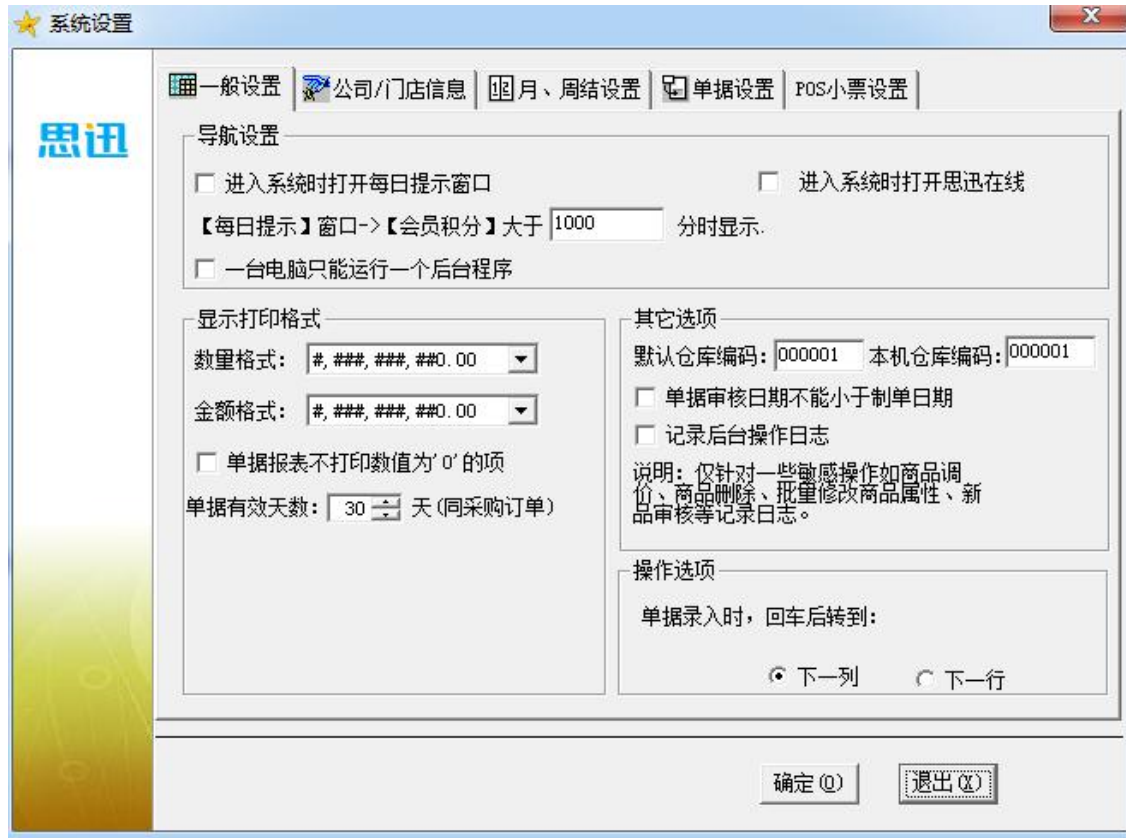 系统设置
思迅
一般设置 公司/门店信息 12 月、周结设置 单据设置 POS小票设置
导航设置
进入系统时打开每日提示窗口 进入系统时打开思迅在线
【每日提示】窗口->【会员积分】大于 1000 分时显示.
一台电脑只能运行一个后台程序
显示打印格式
数量格式： #,###,###,##0.00
金额格式： #,###,###,##0.00
单据报表不打印数值为'0'的项
单据有效天数： 30 天(同采购订单)
其它选项
默认仓库编码： 000001 本机仓库编码： 000001
单据审核日期不能小于制单日期
记录后台操作日志
说明：仅针对一些敏感操作如商品调
价、商品删除、批量修改商品属性、新
品审核等记录日志。
操作选项
单据录入时，回车后转到：
下一列 下一行
确定(O) 退出(X)